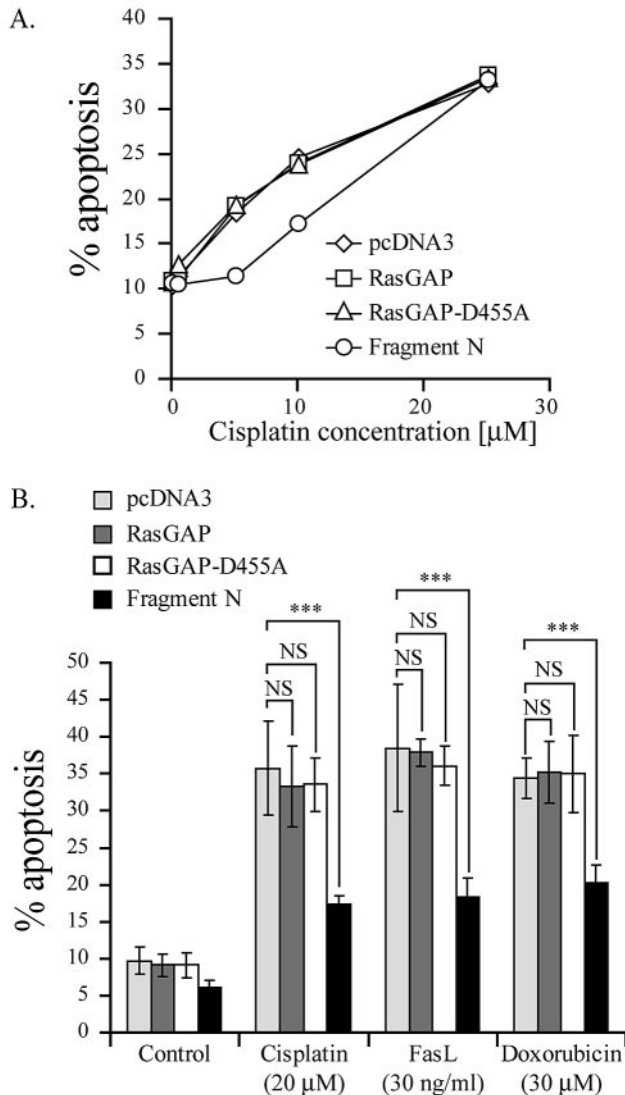 A.
% apoptosis
40
35
30
25
20
15
10
5
0
pcDNA3
RasGAP
RasGAP-D455A
Fragment N
0
10
20
30
Cisplatin concentration [μM]
B.
pcDNA3
RasGAP
RasGAP-D455A
Fragment N
% apoptosis
50
45
40
35
30
25
20
15
10
5
0
***
NS
NS
***
NS
NS
***
NS
NS
Control
Cisplatin
(20 μM)
FasL
(30 ng/ml)
Doxorubicin
(30 μM)